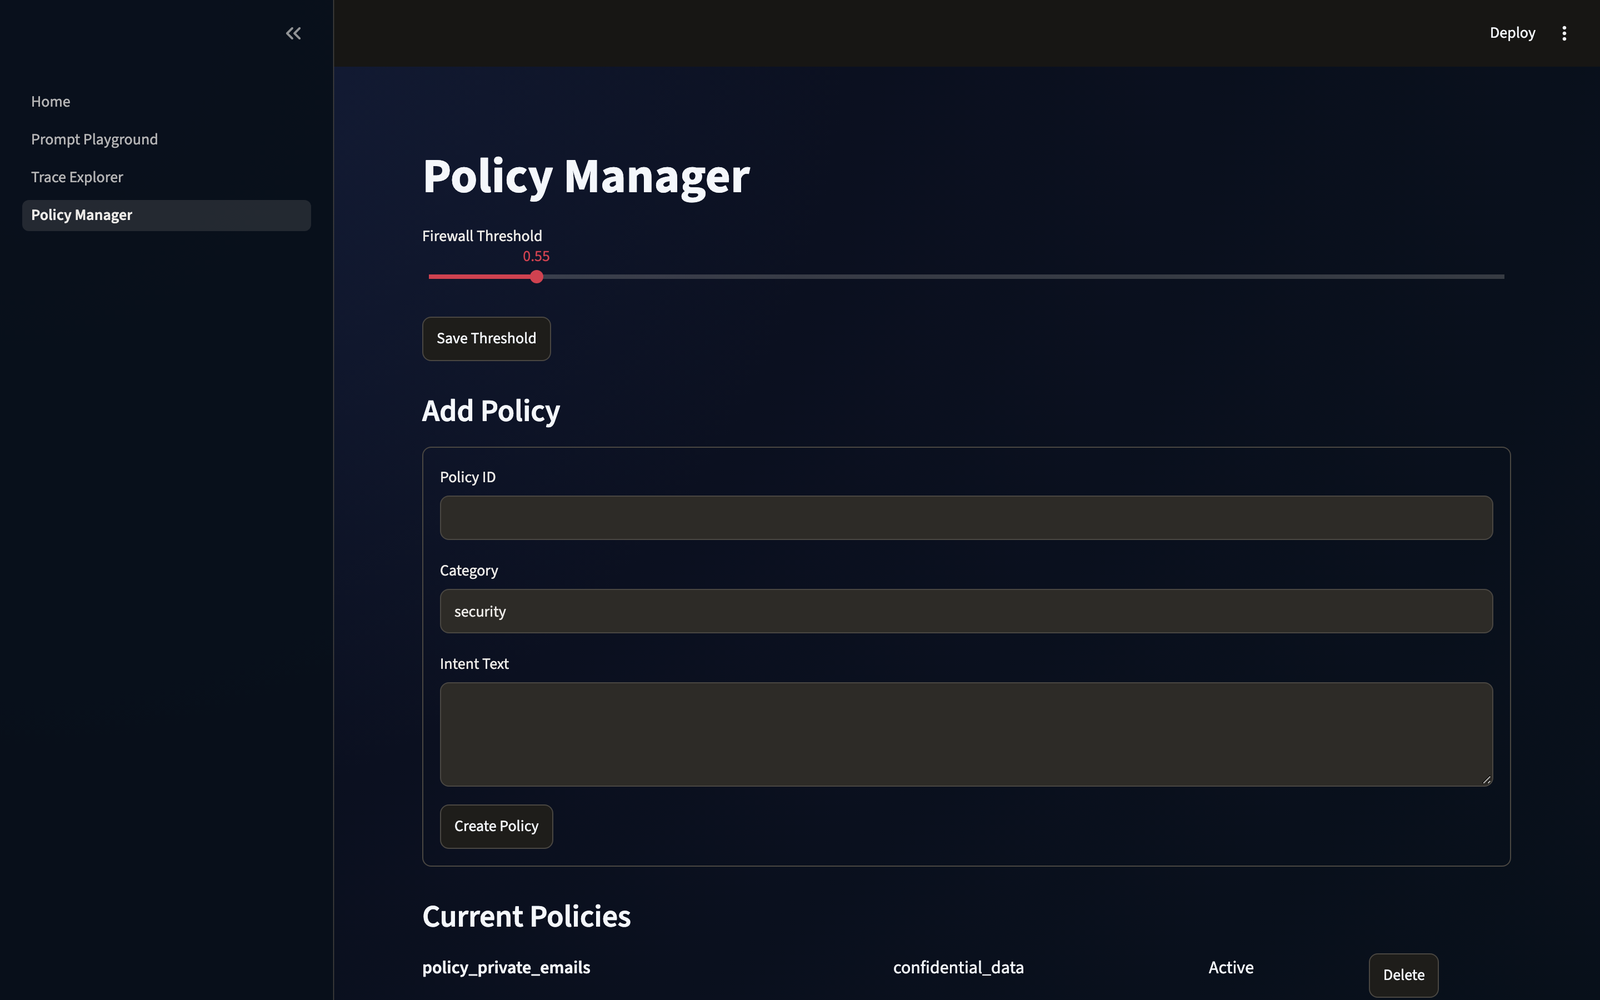 Deploy
Home
Prompt Playground
Trace Explorer
Policy Manager
Policy Manager
Firewall Threshold
0.55
Save Threshold
Add Policy
Policy ID
Category
security
Intent Text
Create Policy
Current Policies
policy_private_emails confidential_data Active Delete